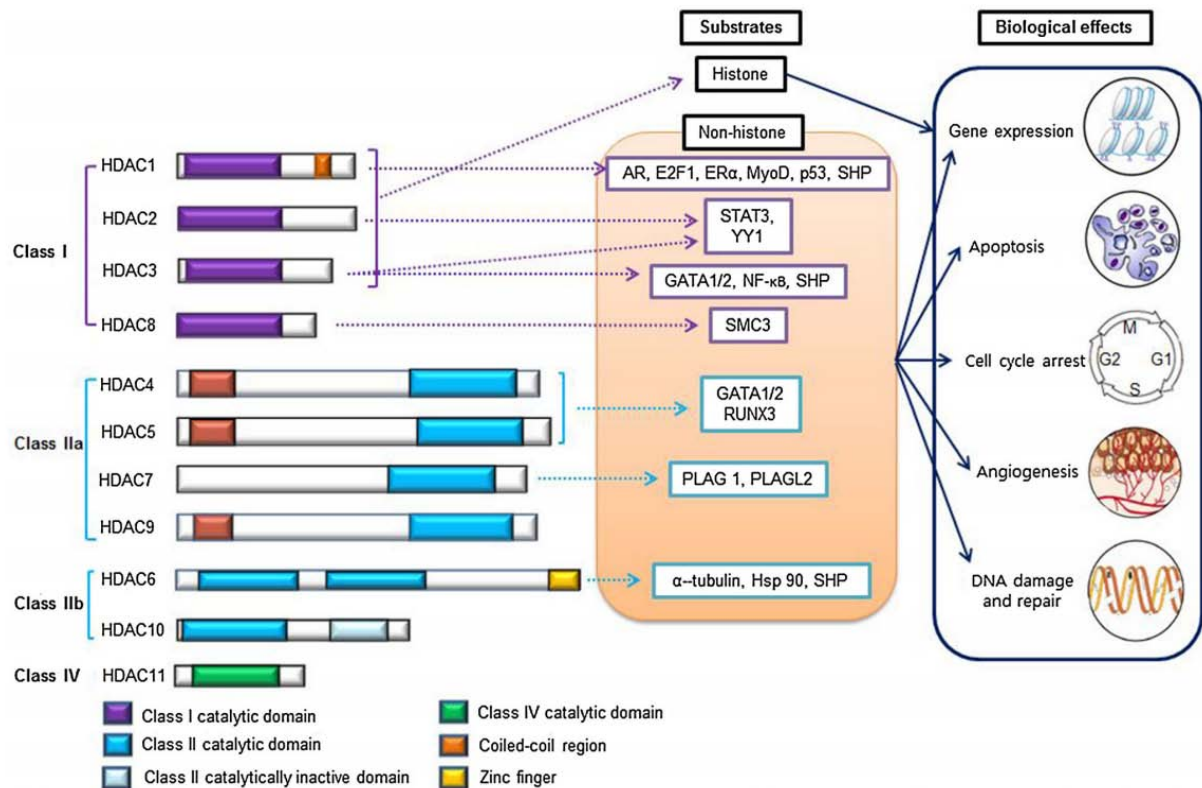 Substrates
Biological effects
Histone
Non-histone
Class I
HDAC1
HDAC2
HDAC3
HDAC8
AR, E2F1, ERα, MyoD, p53, SHP
STAT3,
YY1
GATA1/2, NF-κB, SHP
SMC3
Class IIa
HDAC4
HDAC5
HDAC7
HDAC9
GATA1/2
RUNX3
PLAG 1, PLAGL2
Class IIb
HDAC6
HDAC10
α--tubulin, Hsp 90, SHP
Class IV
HDAC11
Gene expression
Apoptosis
Cell cycle arrest
M
G2
G1
S
Angiogenesis
DNA damage
and repair
Class I catalytic domain
Class II catalytic domain
Class II catalytically inactive domain
Class IV catalytic domain
Coiled-coil region
Zinc finger